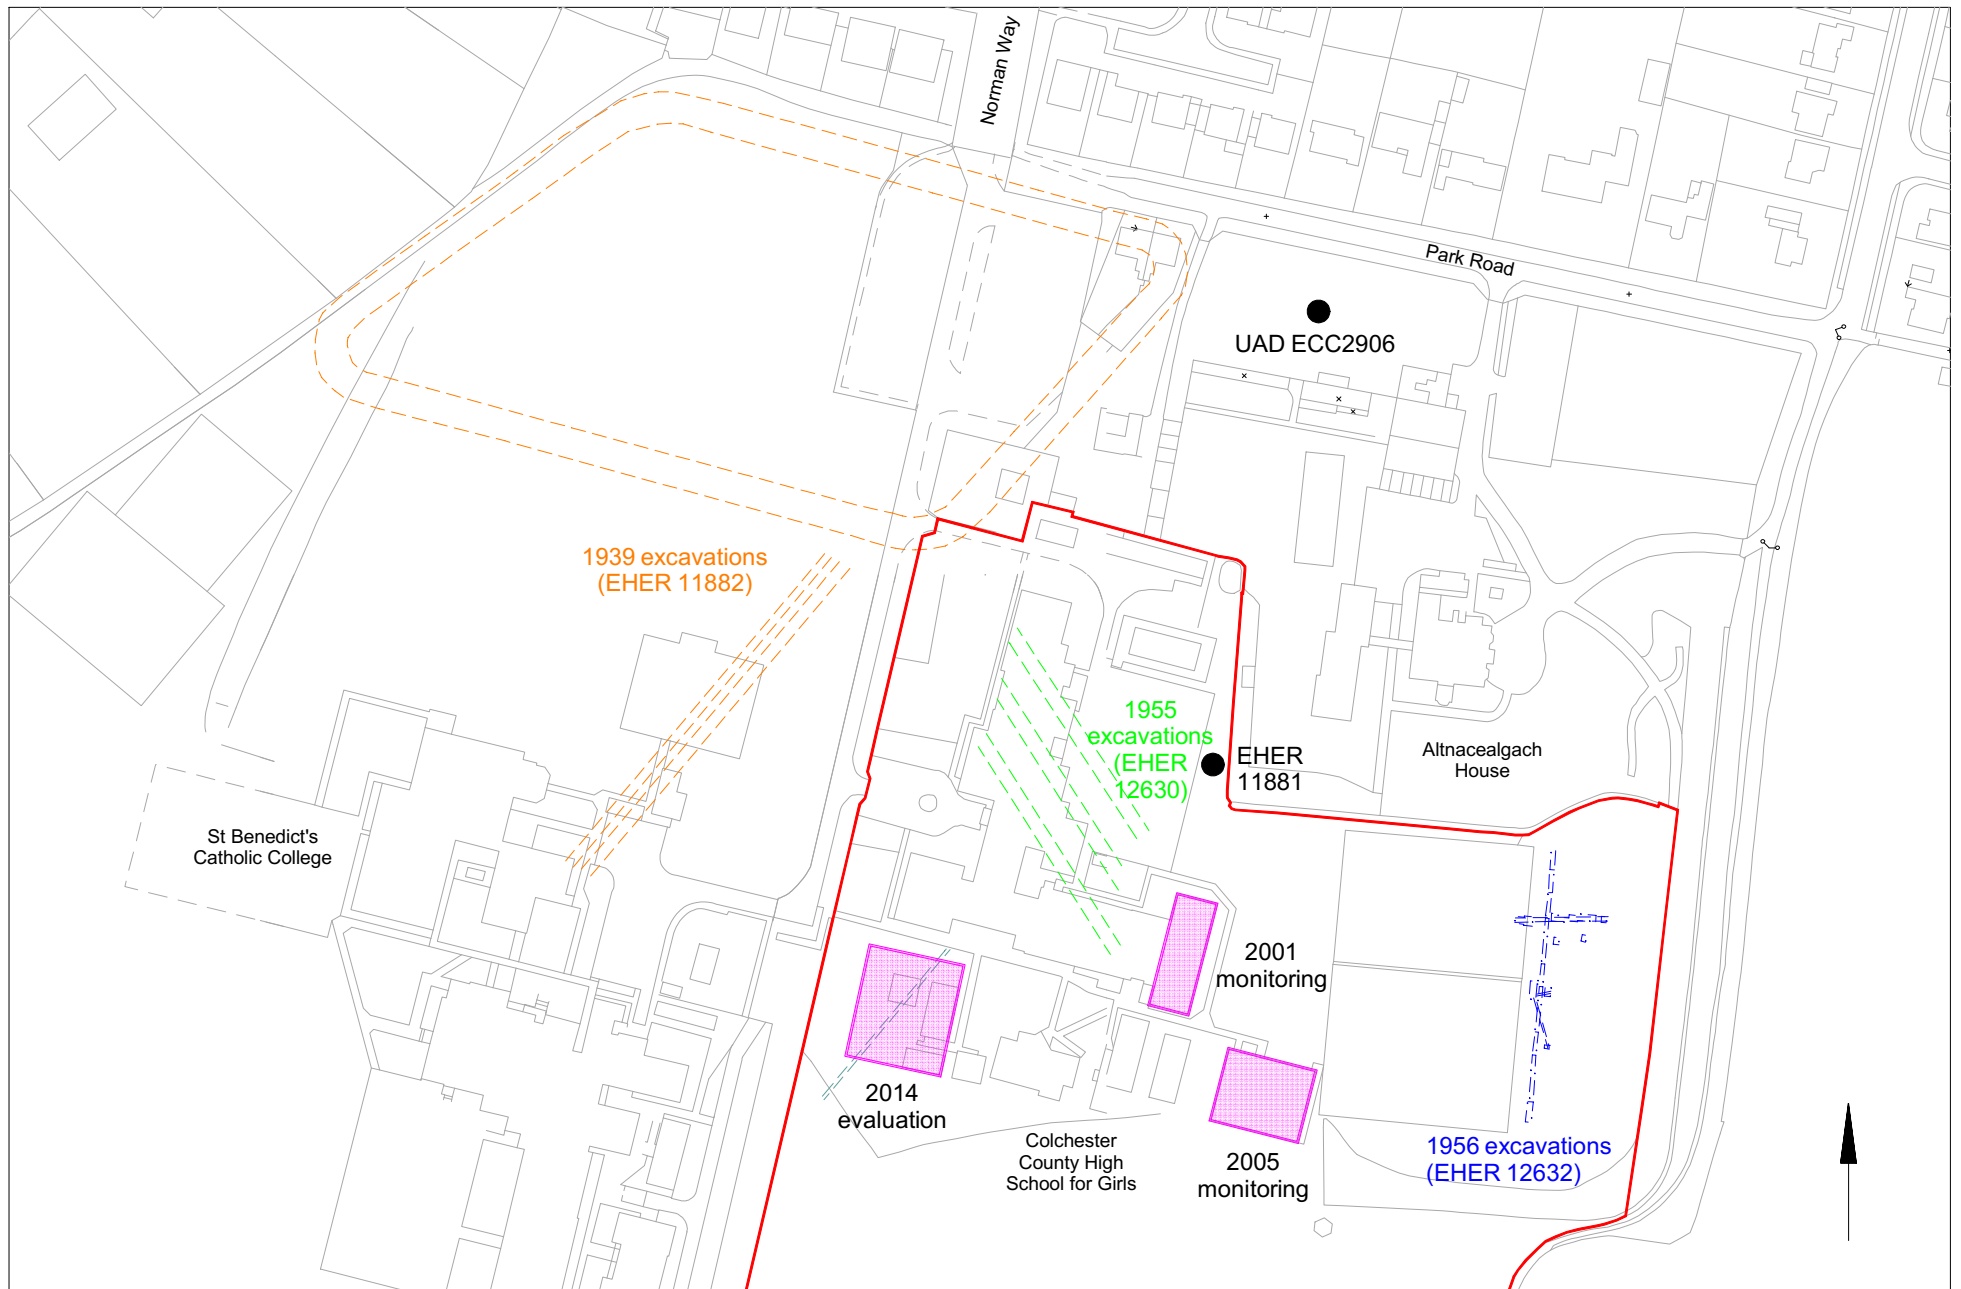 Norman Way
Park Road
UAD ECC2906
1939 excavations
(EHER 11882)
1955
excavations
(EHER
12630)
EHER
11881
Altnacealgach
House
St Benedict's
Catholic College
2001
monitoring
2014
evaluation
Colchester
County High
School for Girls
2005
monitoring
1956 excavations
(EHER 12632)